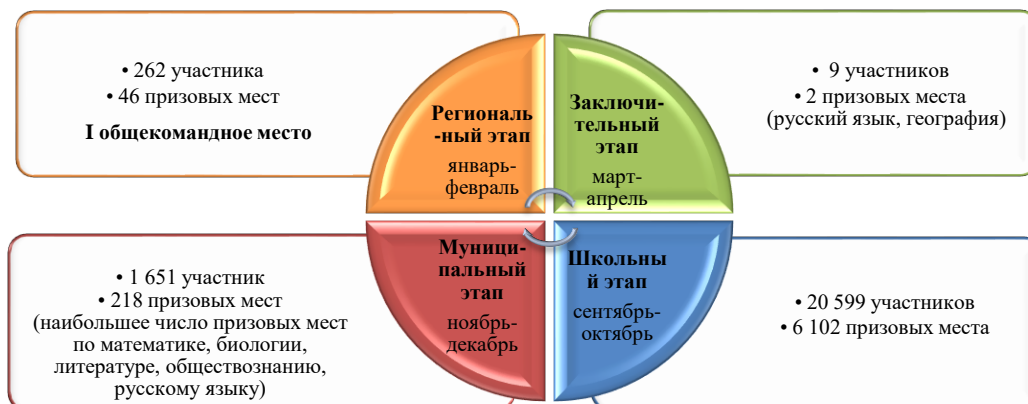 • 262 участника
• 46 призовых мест
I общекомандное место
Региональ
-ный этап
январь-
февраль
Заключи-
тельный
этап
март-
апрель
• 9 участников
• 2 призовых места
(русский язык, география)
• 1 651 участник
• 218 призовых мест
(наибольшее число призовых мест
по математике, биологии,
литературе, обществознанию,
русскому языку)
Муници-
пальный
этап
ноябрь-
декабрь
Школьны
й этап
сентябрь-
октябрь
• 20 599 участников
• 6 102 призовых места